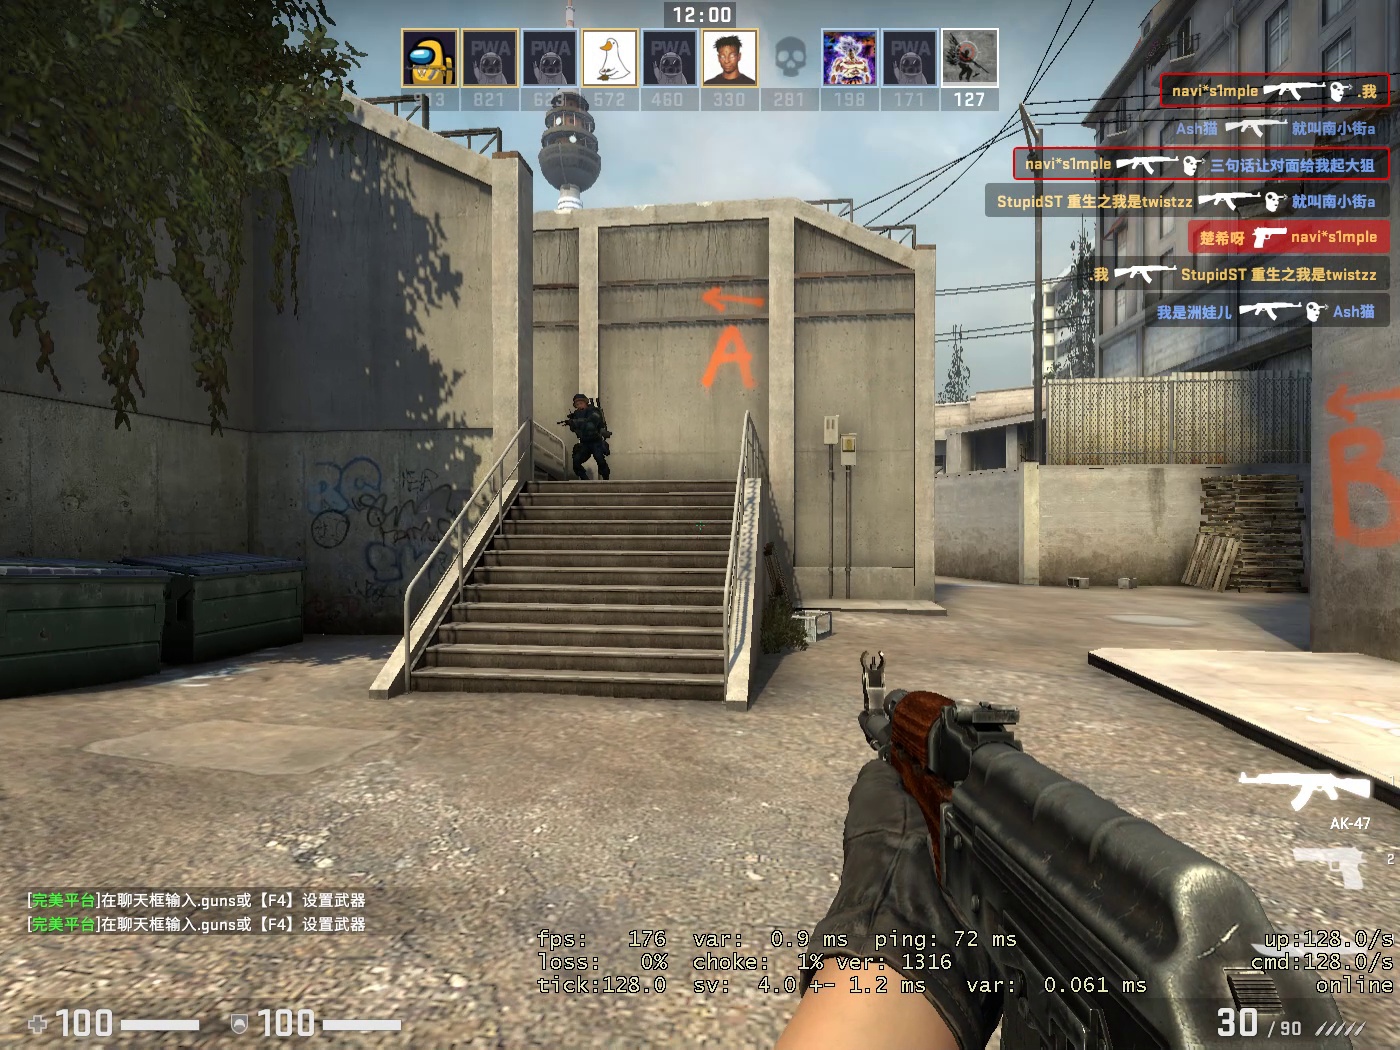 12:00
PWA
PWA
PWA
PWA
821
572
460
330
281
198
171
127
navi*s1mple .我
Ash猫 就叫南小街a
navi*s1mple 三句话让对面给我起大狙
StupidST 重生之我是twistzz 就叫南小街a
楚希呀 navi*s1mple
.我 StupidST 重生之我是twistzz
我是洲娃儿 Ash猫
A
B
AK-47
2
[完美平台]在聊天框输入.guns或【F4】设置武器
[完美平台]在聊天框输入.guns或【F4】设置武器
fps: 176 var: 0.9 ms ping: 72 ms
loss: 0% choke: 1% ver: 1316
tick:128.0 sv: 4.0 +- 1.2 ms var: 0.061 ms
up:128.0/s
cmd:128.0/s
online
100
100
30 / 90